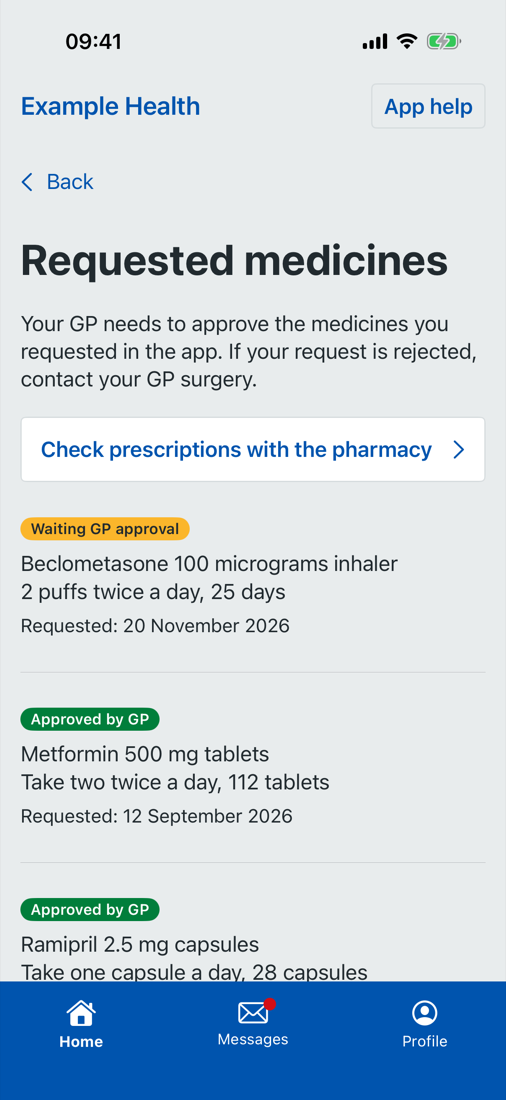 09:41
Example Health
App help
Back
Requested medicines
Your GP needs to approve the medicines you
requested in the app. If your request is rejected,
contact your GP surgery.
Check prescriptions with the pharmacy
Waiting GP approval
Beclometasone 100 micrograms inhaler
2 puffs twice a day, 25 days
Requested: 20 November 2026
Approved by GP
Metformin 500 mg tablets
Take two twice a day, 112 tablets
Requested: 12 September 2026
Approved by GP
Ramipril 2.5 mg capsules
Take one capsule a day, 28 capsules
Home
Messages
Profile